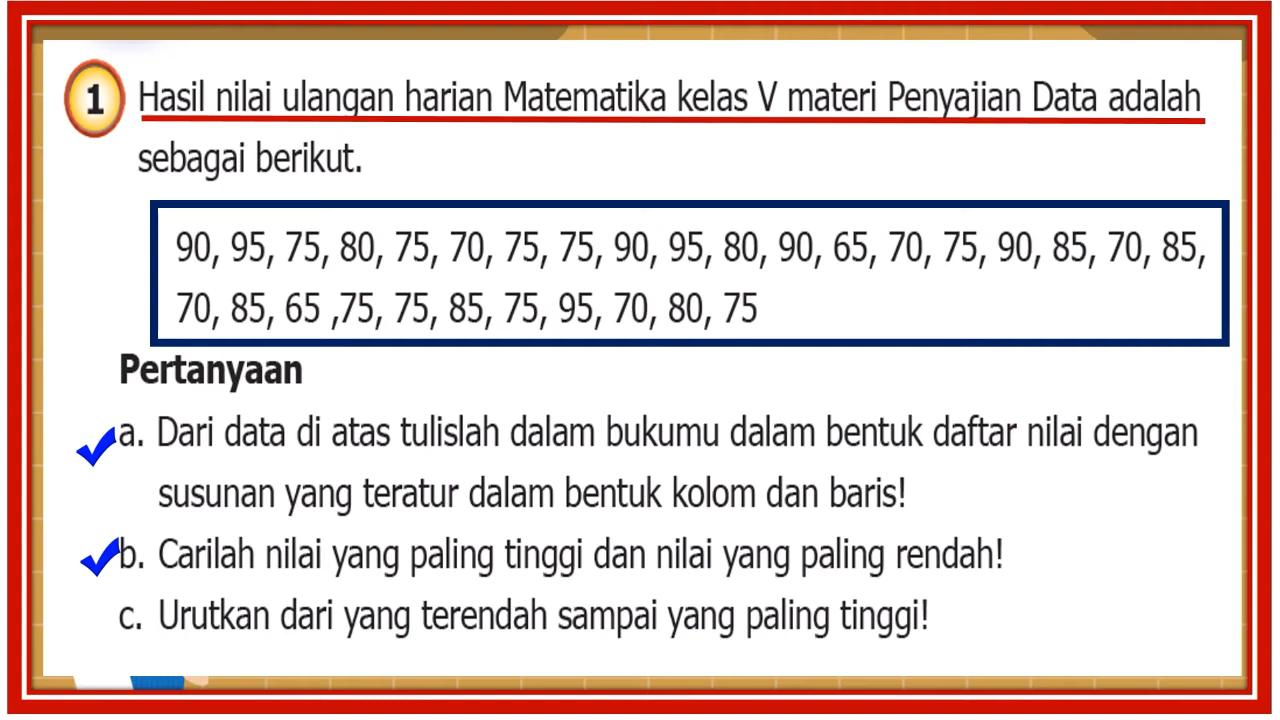 1 Hasil nilai ulangan harian Matematika kelas V materi Penyajian Data adalah
sebagai berikut.
90, 95, 75, 80, 75, 70, 75, 75, 90, 95, 80, 90, 65, 70, 75, 90, 85, 70, 85,
70, 85, 65 ,75, 75, 85, 75, 95, 70, 80, 75
Pertanyaan
a. Dari data di atas tulislah dalam bukumu dalam bentuk daftar nilai dengan
susunan yang teratur dalam bentuk kolom dan baris!
b. Carilah nilai yang paling tinggi dan nilai yang paling rendah!
c. Urutkan dari yang terendah sampai yang paling tinggi!